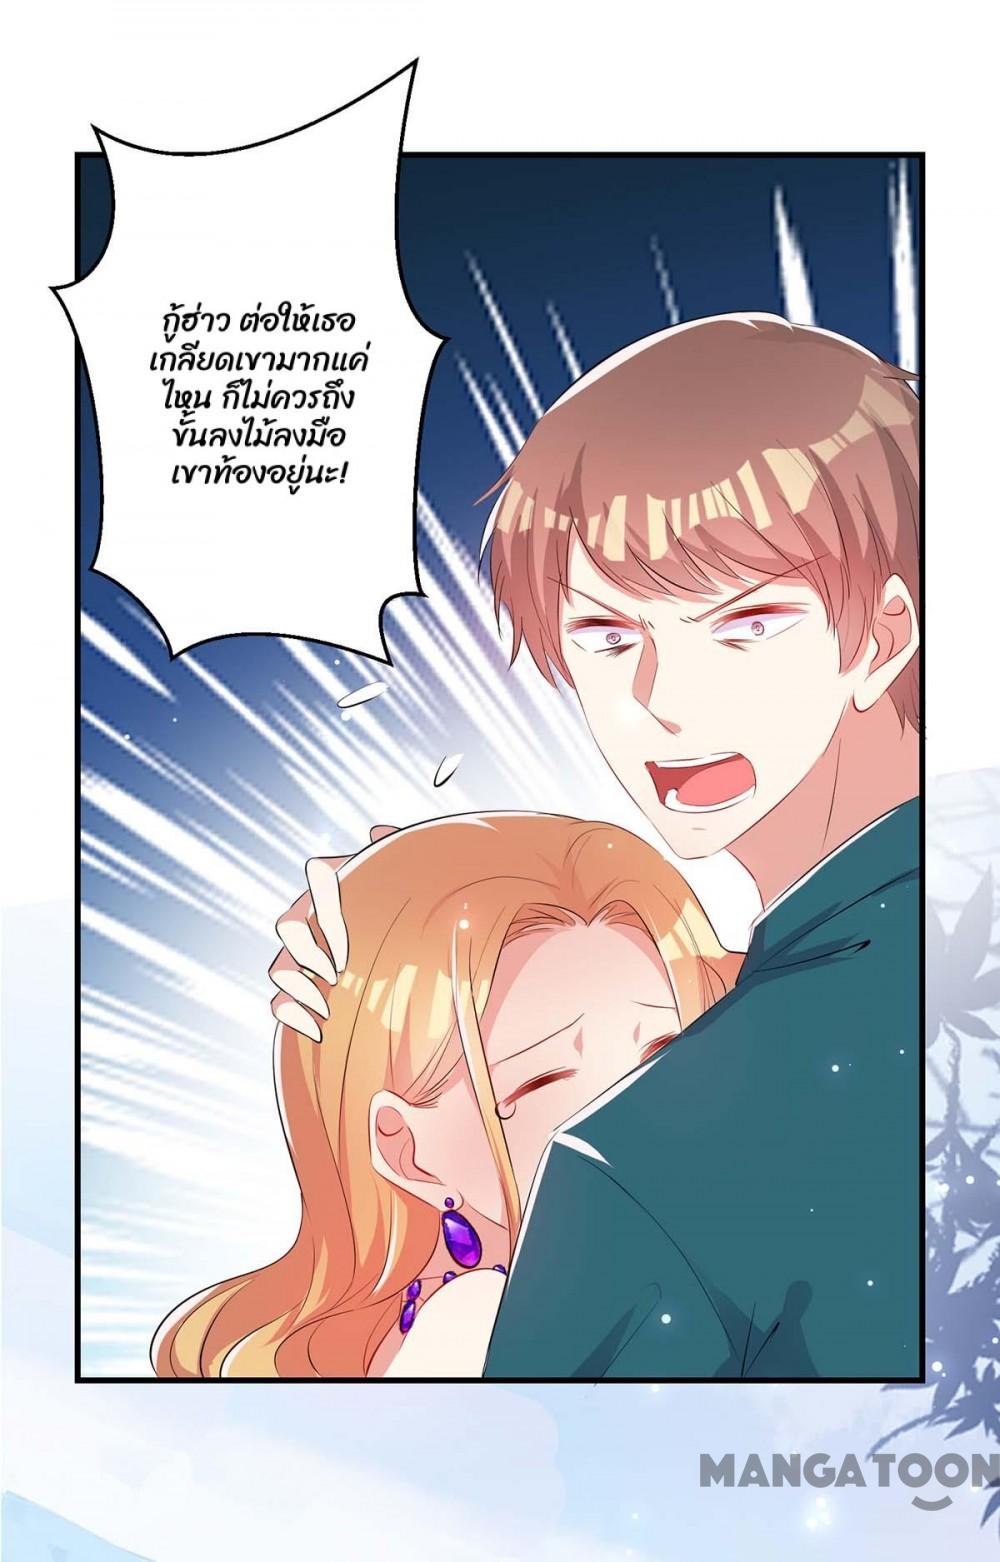 กู้ฮ่าว ต่อให้เธอ
เกลียดเขามากแค่
ไหน ก็ไม่ควรถึง
ขั้นลงไม้ลงมือ
เขาท้องอยู่นะ!
MANGATOON